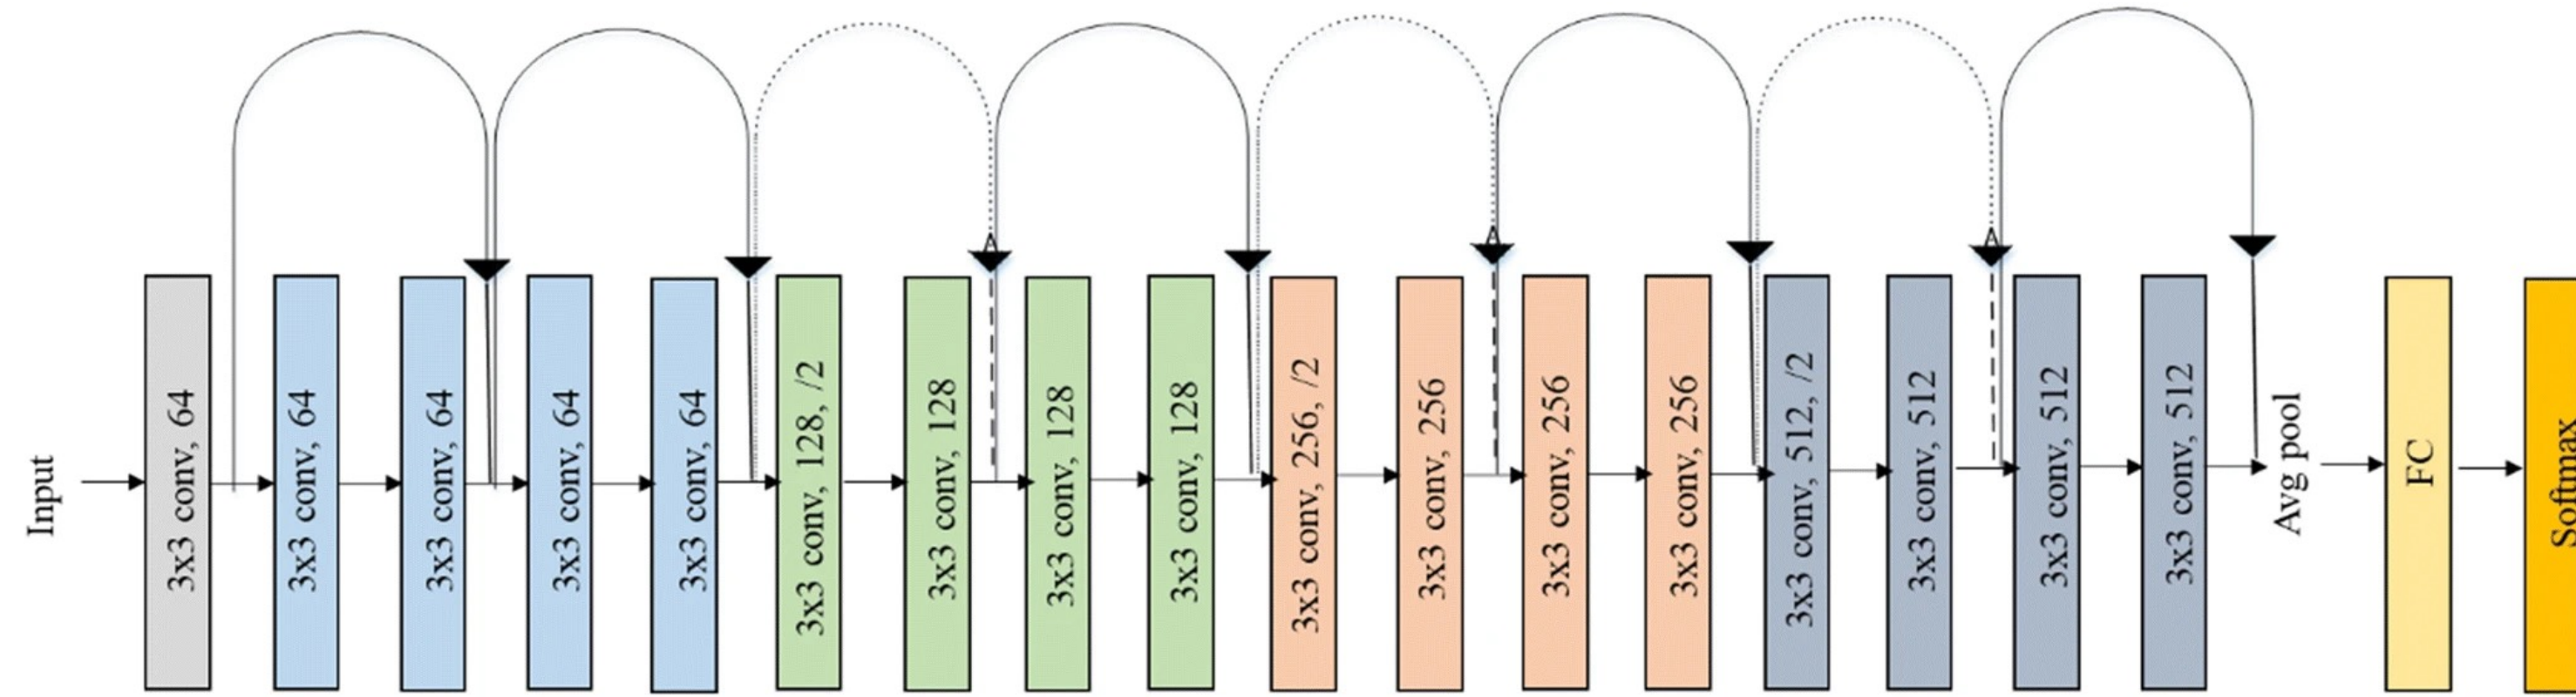 Input
3x3 conv, 64
3x3 conv, 64
3x3 conv, 64
3x3 conv, 64
3x3 conv, 64
3x3 conv, 128, /2
3x3 conv, 128
3x3 conv, 128
3x3 conv, 128
3x3 conv, 256, /2
3x3 conv, 256
3x3 conv, 256
3x3 conv, 256
3x3 conv, 512, /2
3x3 conv, 512
3x3 conv, 512
3x3 conv, 512
Avg pool
FC
Softmax